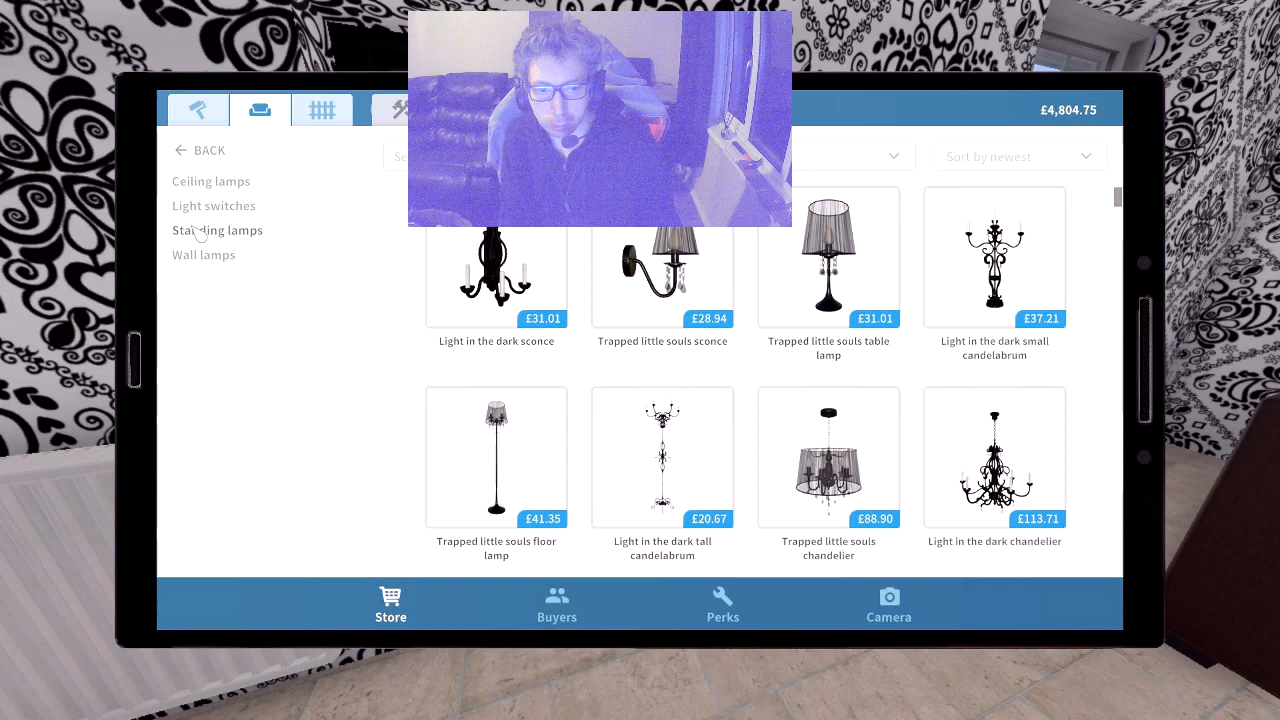 £4,804.75
BACK
Sort by newest
Ceiling lamps
Light switches
Standing lamps
Wall lamps
£31.01
£28.94
£31.01
£37.21
Light in the dark sconce
Trapped little souls sconce
Trapped little souls table
lamp
Light in the dark small
candelabrum
£41.35
£20.67
£88.90
£113.71
Trapped little souls floor
lamp
Light in the dark tall
candelabrum
Trapped little souls
chandelier
Light in the dark chandelier
Store
Buyers
Perks
Camera